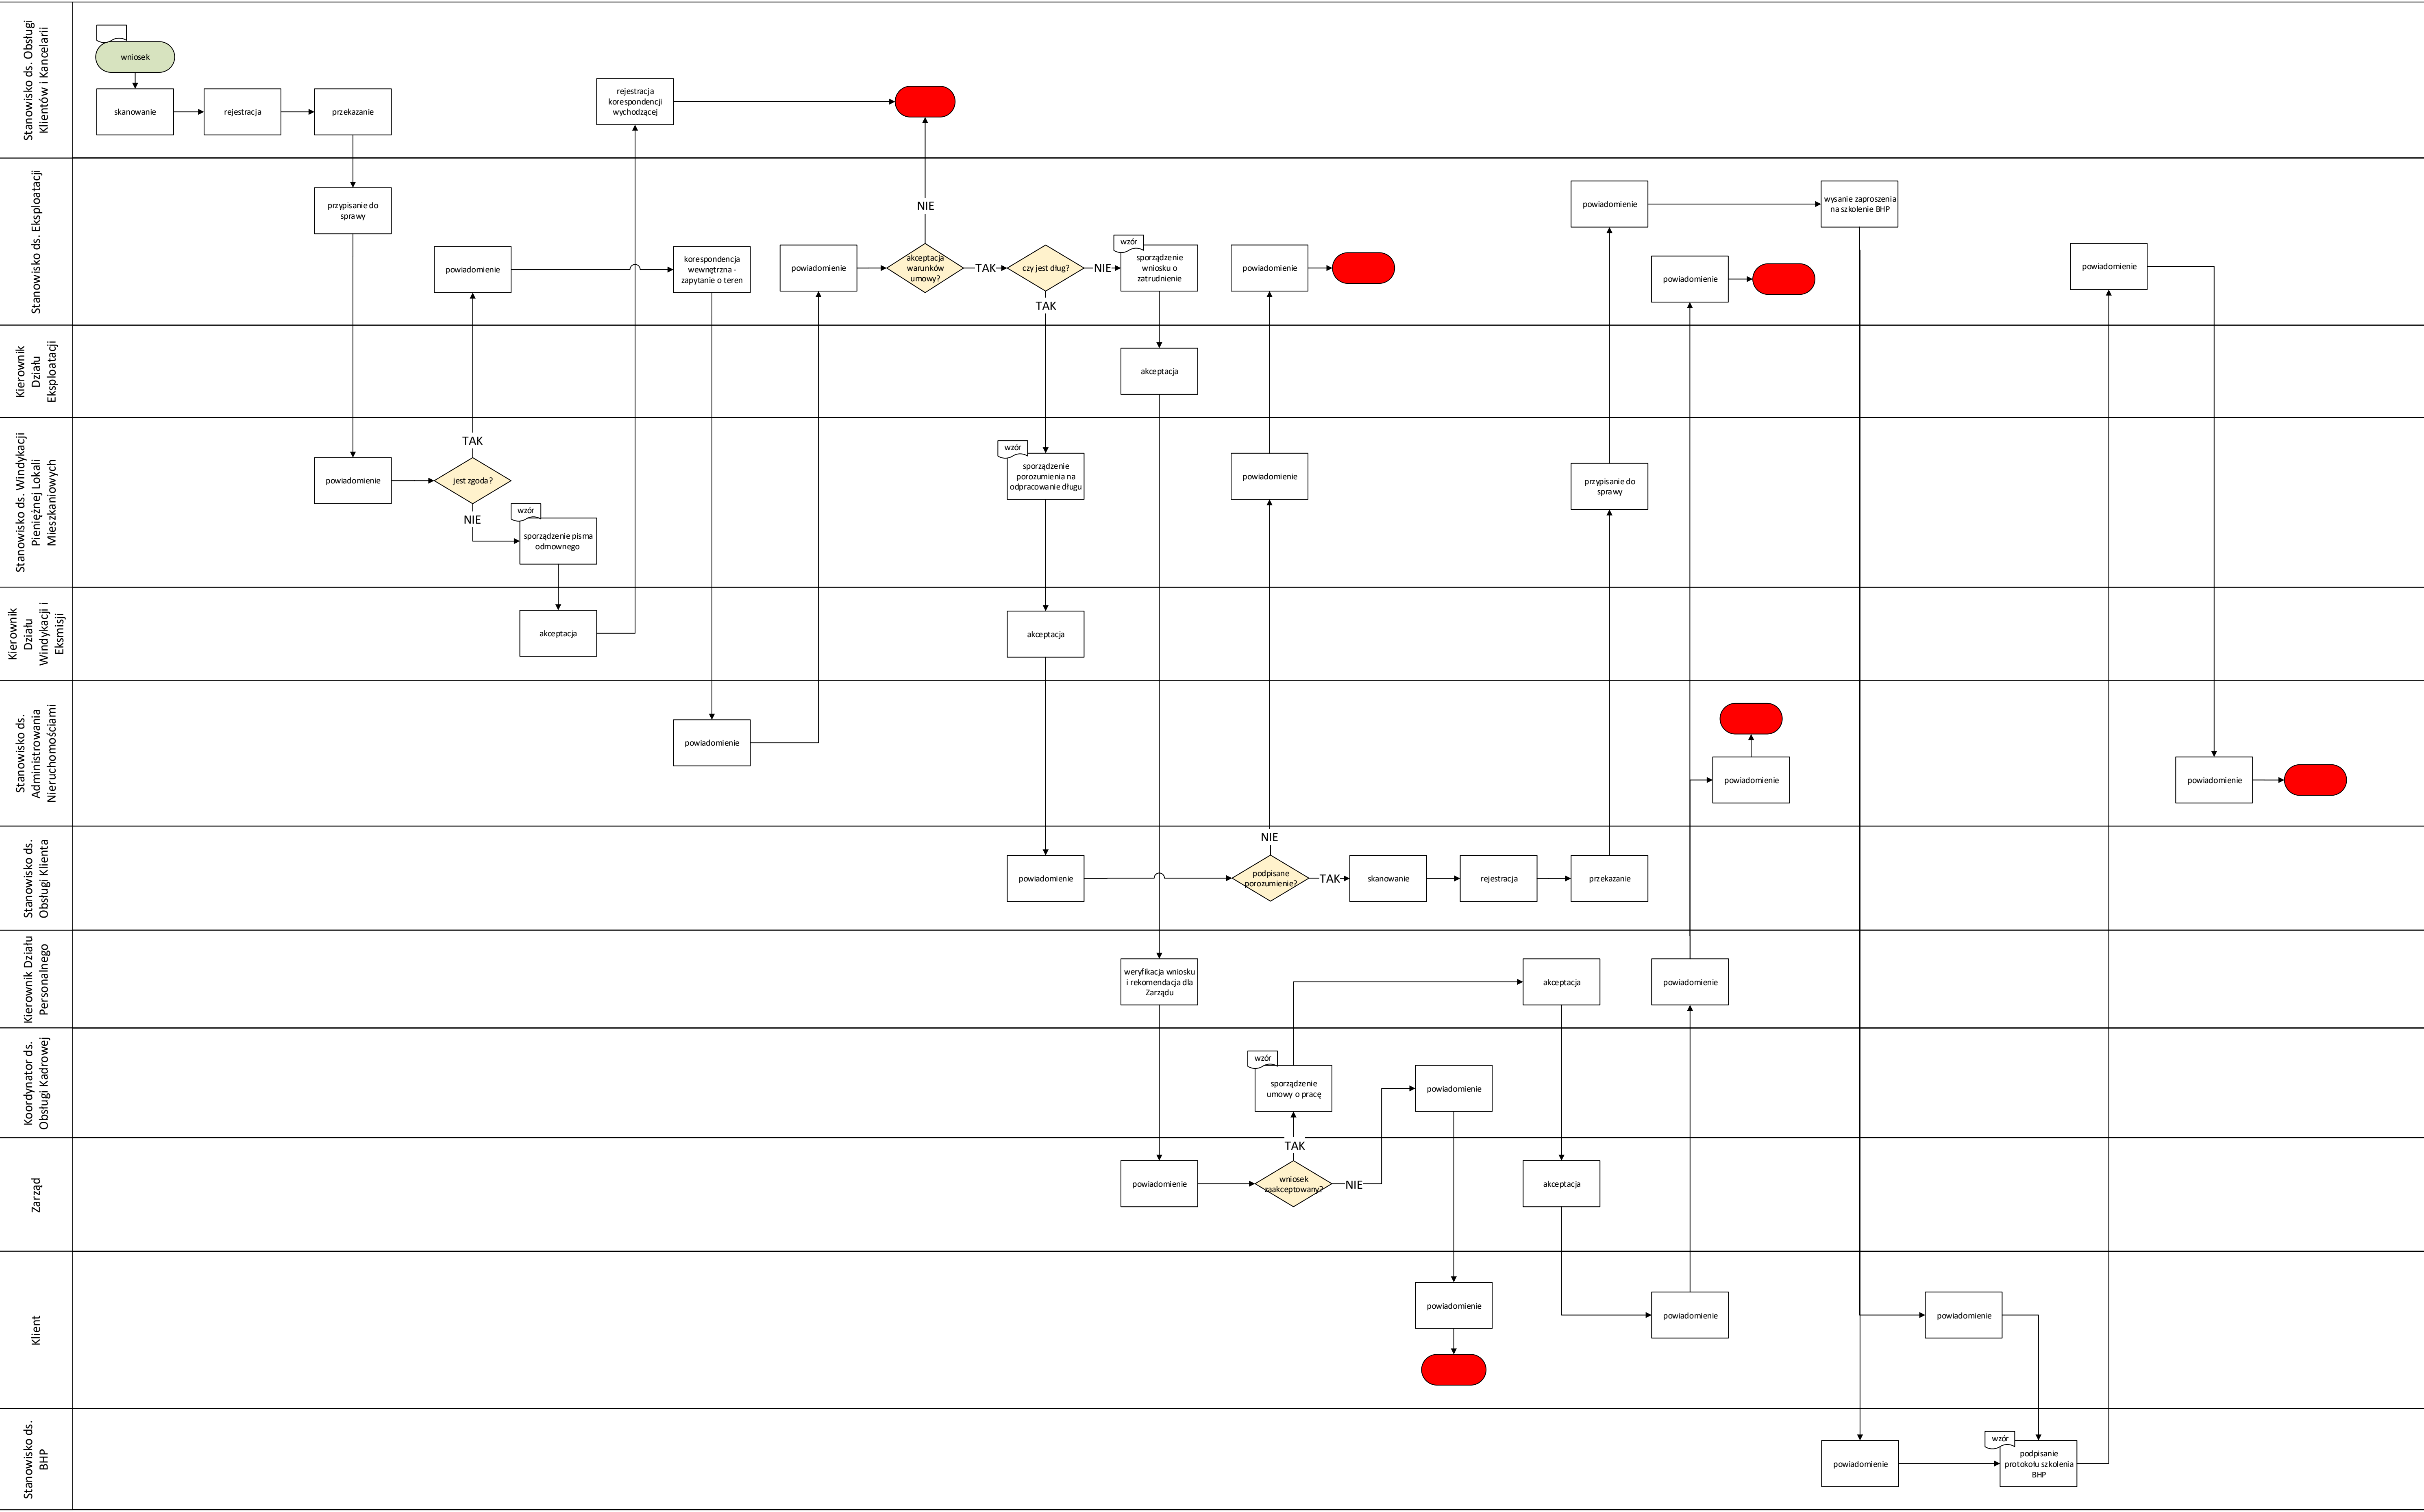 Stanowisko ds. Obsługi
Klientów i Kancelarii
wniosek
skanowanie
rejestracja
przekazanie
rejestracja
korespondencji
wychodzącej
Stanowisko ds. Eksploatacji
przypisanie do
sprawy
powiadomienie
korespondencja
wewnętrzna -
zapytanie o teren
powiadomienie
NIE
akceptacja
warunków
umowy?
TAK
czy jest dług?
NIE
TAK
wzór
sporządzenie
wniosku o
zatrudnienie
powiadomienie
powiadomienie
wysanie zaproszenia
na szkolenie BHP
powiadomienie
powiadomienie
Kierownik
Działu
Eksploatacji
akceptacja
Stanowisko ds. Windykacji
Pieniężnej Lokali
Mieszkaniowych
powiadomienie
TAK
jest zgoda?
NIE
wzór
sporządzenie pisma
odmownego
wzór
sporządzenie
porozumienia na
odpracowanie długu
powiadomienie
przypisanie do
sprawy
Kierownik
Działu
Windykacji i
Eksmisji
akceptacja
akceptacja
Stanowisko ds.
Administrowania
Nieruchomościami
powiadomienie
powiadomienie
powiadomienie
Stanowisko ds.
Obsługi Klienta
powiadomienie
NIE
podpisane
porozumienie?
TAK
skanowanie
rejestracja
przekazanie
Kierownik Działu
Personalnego
weryfikacja wniosku
i rekomendacja dla
Zarządu
akceptacja
powiadomienie
Koordynator ds.
Obsługi Kadrowej
wzór
sporządzenie
umowy o pracę
powiadomienie
Zarząd
powiadomienie
TAK
wniosek
zaakceptowany?
NIE
akceptacja
Klient
powiadomienie
powiadomienie
powiadomienie
Stanowisko ds.
BHP
powiadomienie
wzór
podpisanie
protokołu szkolenia
BHP